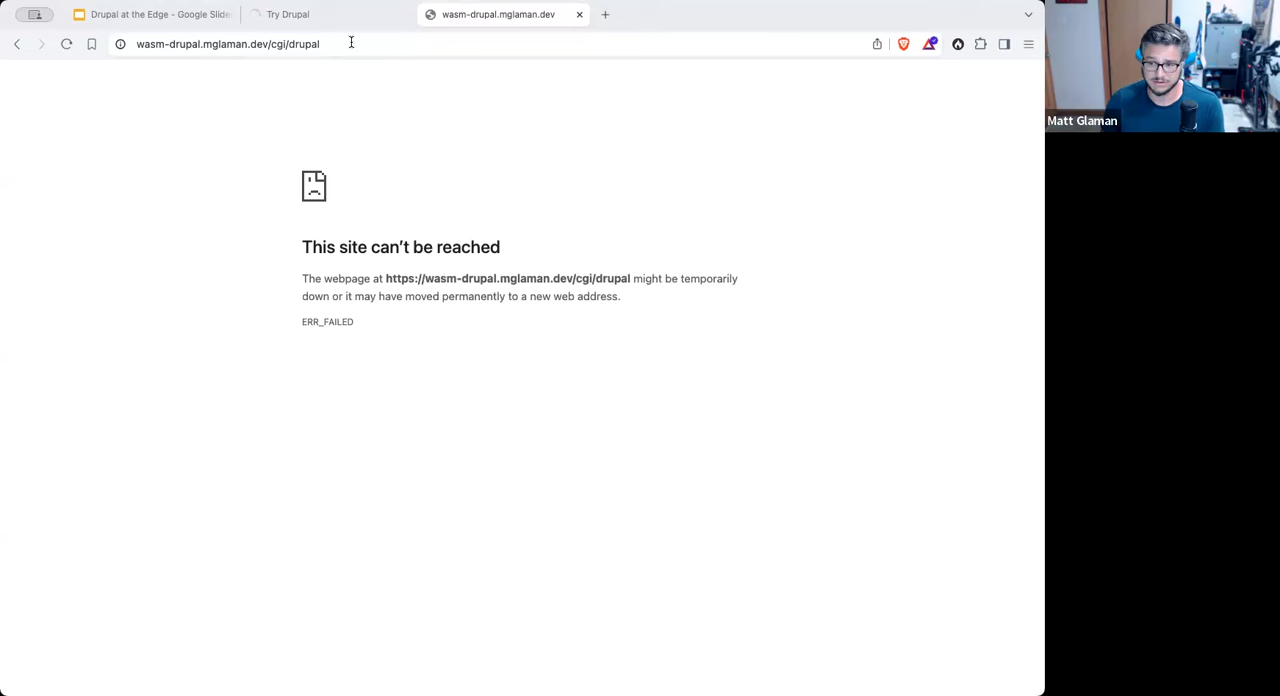 Drupal at the Edge - Google Slide
Try Drupal
wasm-drupal.mglaman.dev
wasm-drupal.mglaman.dev/cgi/drupal
Matt Glaman
This site can’t be reached
The webpage at https://wasm-drupal.mglaman.dev/cgi/drupal might be temporarily
down or it may have moved permanently to a new web address.
ERR_FAILED